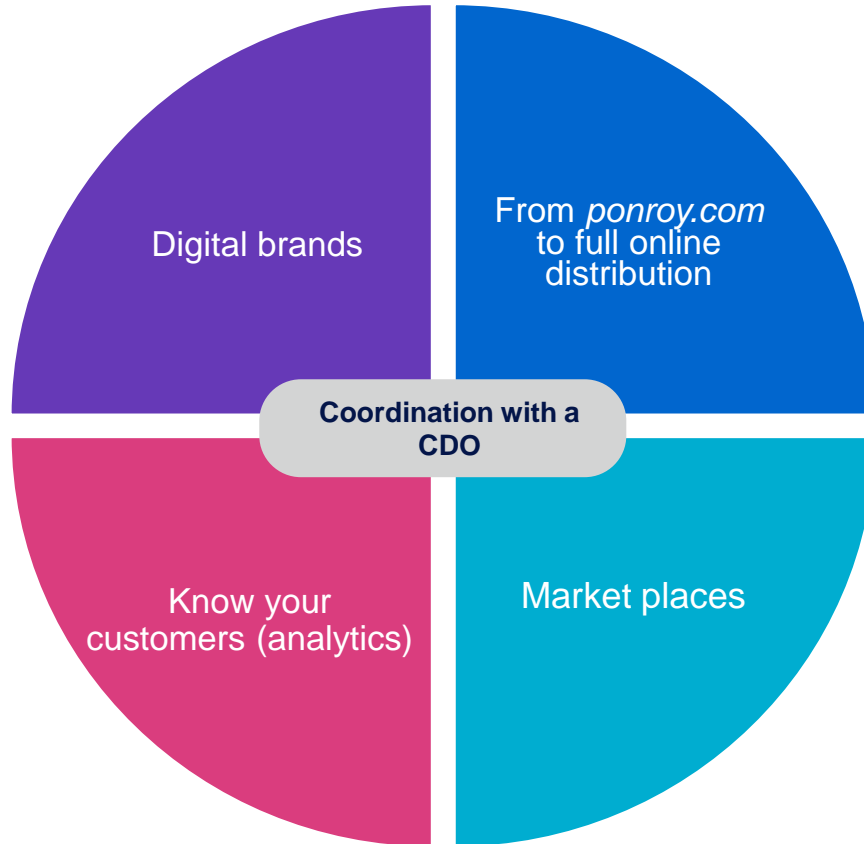 Digital brands
From ponroy.com
to full online
distribution
Coordination with a
CDO
Know your
customers (analytics)
Market places